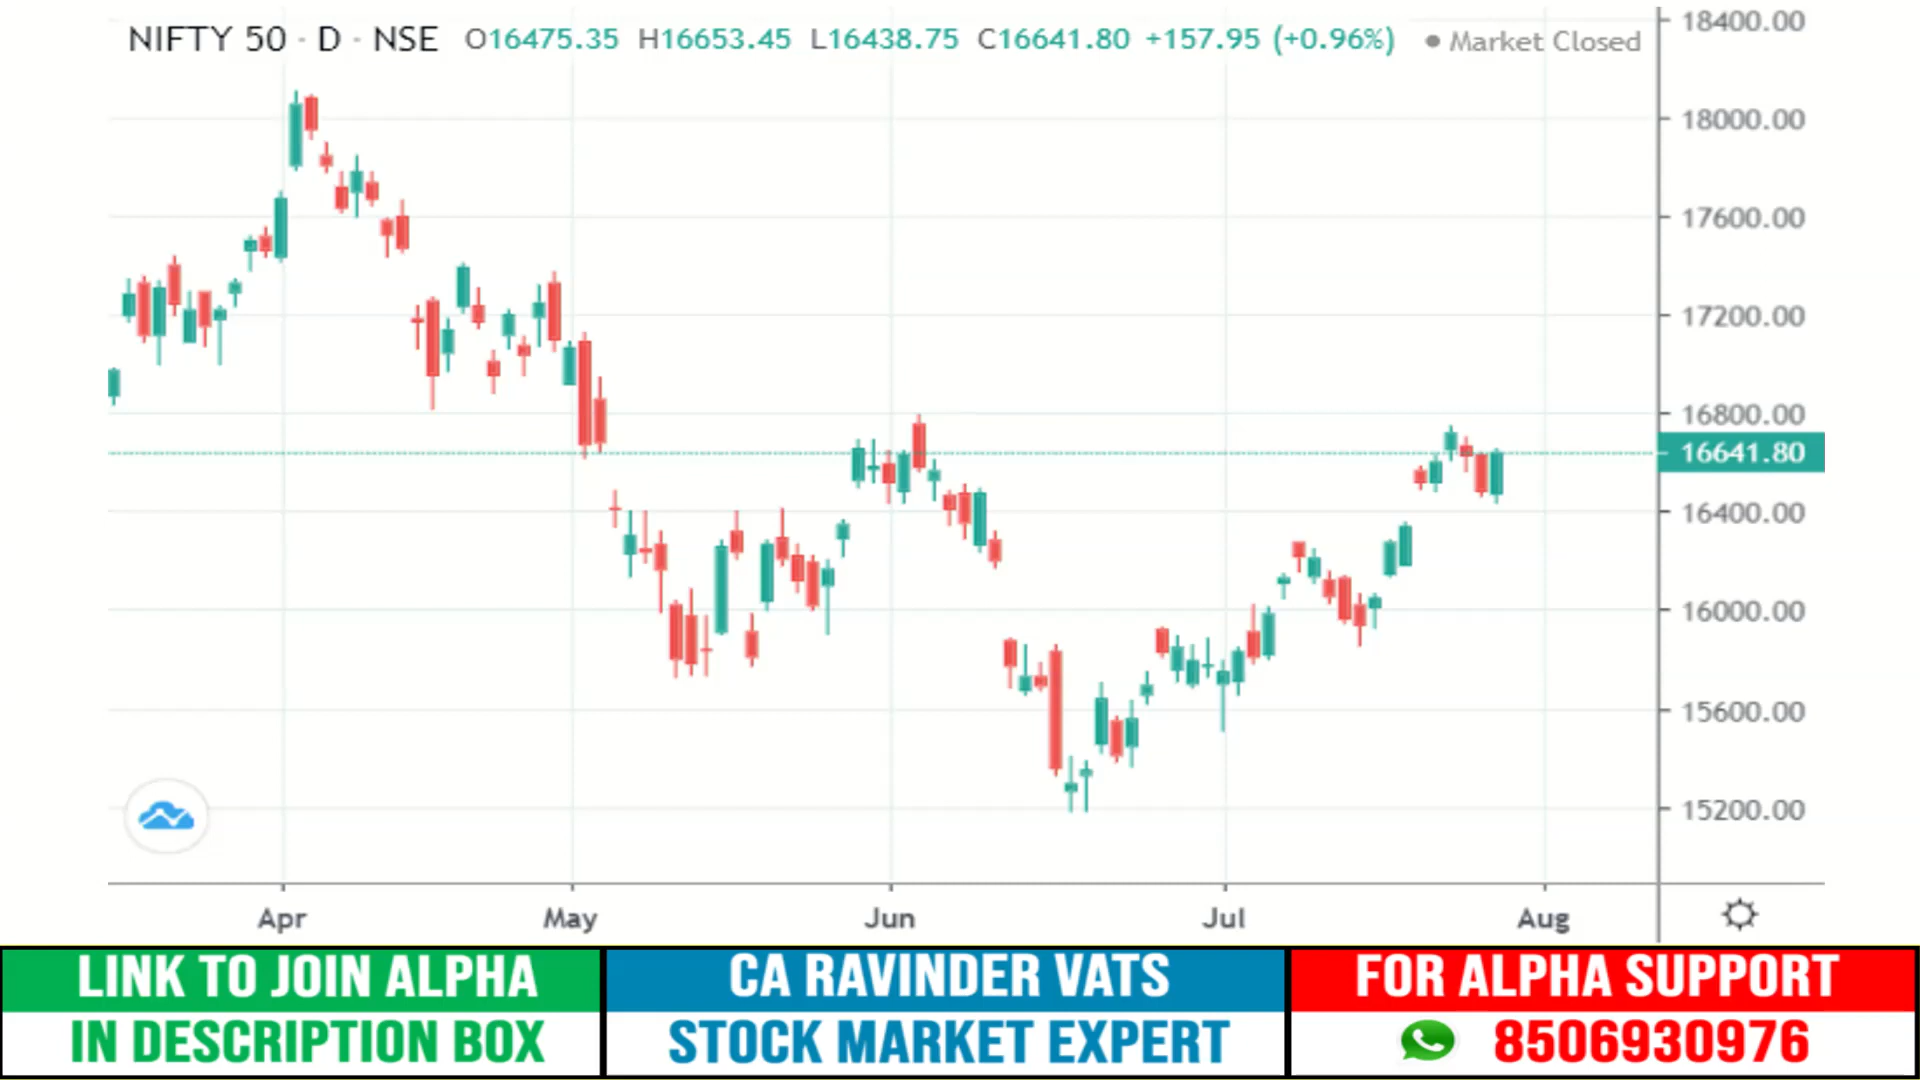 NIFTY 50 · D · NSE O16475.35 H16653.45 L16438.75 C16641.80 +157.95 (+0.96%) ● Market Closed
18400.00
18000.00
17600.00
17200.00
16800.00
16641.80
16400.00
16000.00
15600.00
15200.00
Apr May Jun Jul Aug
LINK TO JOIN ALPHA
IN DESCRIPTION BOX
CA RAVINDER VATS
STOCK MARKET EXPERT
FOR ALPHA SUPPORT
8506930976